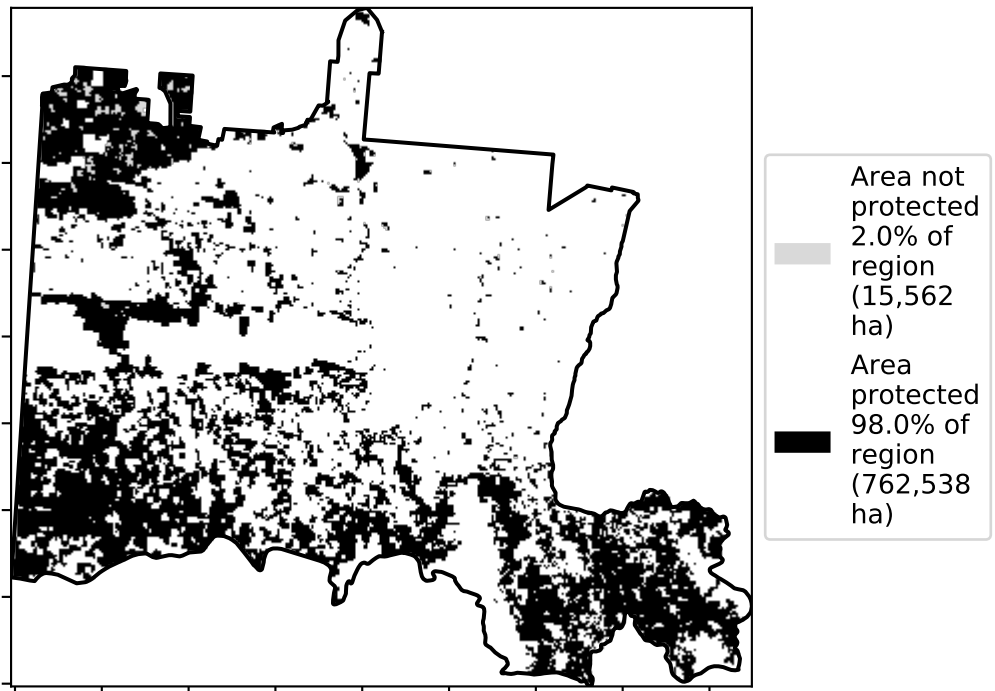 Area not
protected
2.0% of
region
(15,562
ha)
Area
protected
98.0% of
region
(762,538
ha)